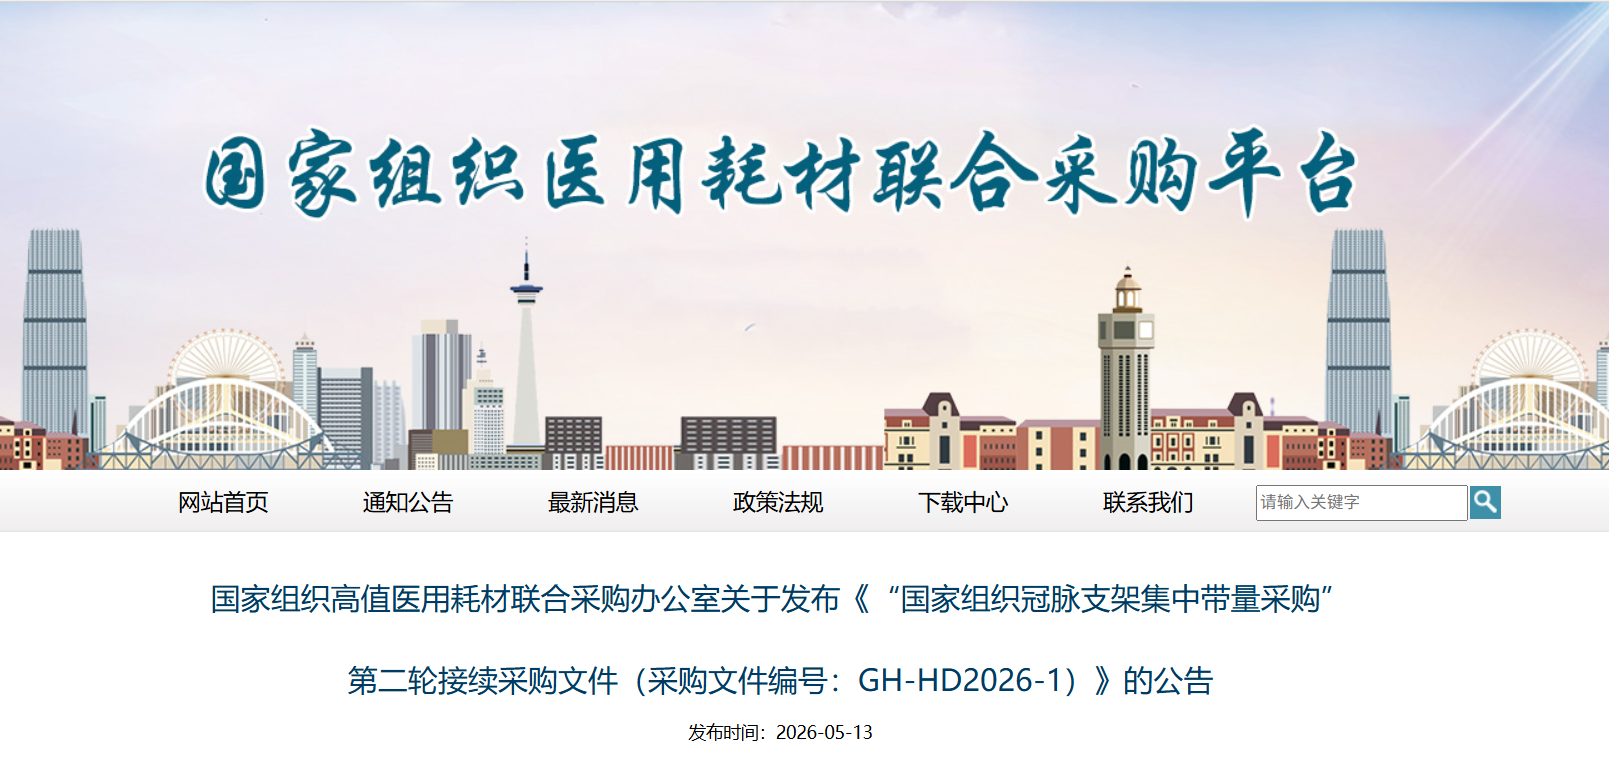 国家组织医用耗材联合采购平台
网站首页 通知公告 最新消息 政策法规 下载中心 联系我们 请输入关键字
国家组织高值医用耗材联合采购办公室关于发布《“国家组织冠脉支架集中带量采购”
第二轮接续采购文件（采购文件编号：GH-HD2026-1）》的公告
发布时间：2026-05-13